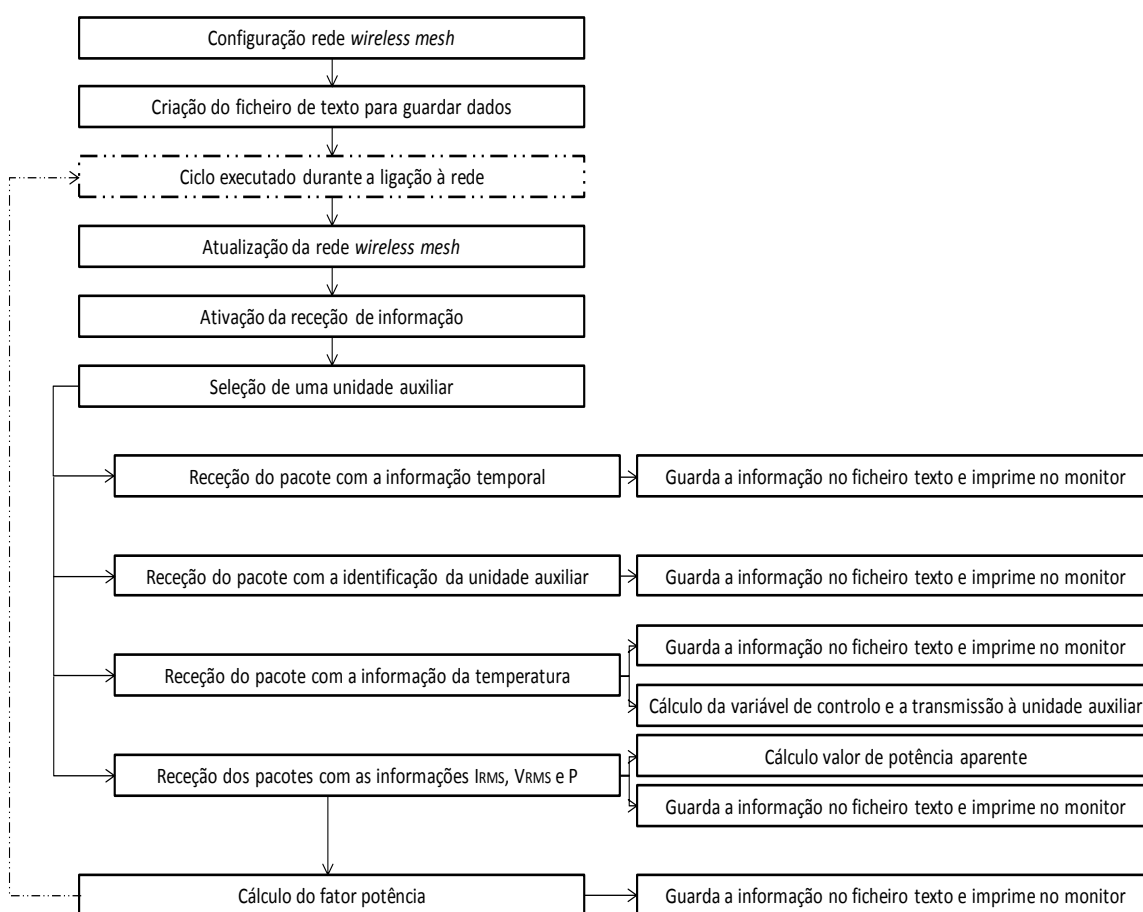 Configuração rede wireless mesh
Criação do ficheiro de texto para guardar dados
Ciclo executado durante a ligação à rede
Atualização da rede wireless mesh
Ativação da receção de informação
Seleção de uma unidade auxiliar
Receção do pacote com a informação temporal
Guarda a informação no ficheiro texto e imprime no monitor
Receção do pacote com a identificação da unidade auxiliar
Guarda a informação no ficheiro texto e imprime no monitor
Receção do pacote com a informação da temperatura
Guarda a informação no ficheiro texto e imprime no monitor
Cálculo da variável de controlo e a transmissão à unidade auxiliar
Receção dos pacotes com as informações IRMS, VRMS e P
Cálculo valor de potência aparente
Guarda a informação no ficheiro texto e imprime no monitor
Cálculo do fator potência
Guarda a informação no ficheiro texto e imprime no monitor